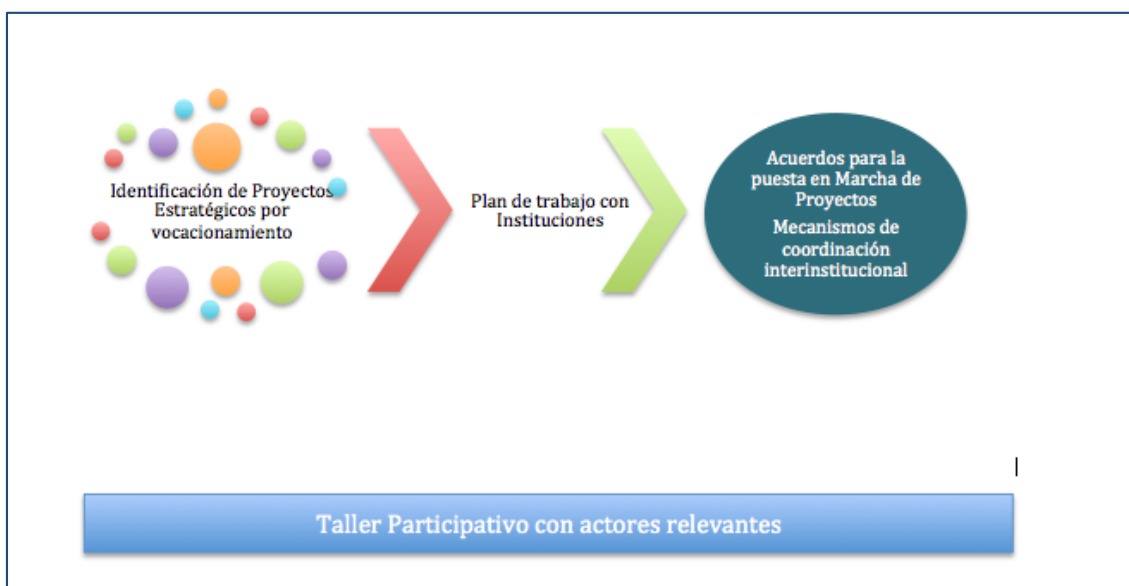 Identificación de Proyectos
Estratégicos por
vocacionamiento
Plan de trabajo con
Instituciones
Acuerdos para la
puesta en Marcha de
Proyectos
Mecanismos de
coordinación
interinstitucional
Taller Participativo con actores relevantes